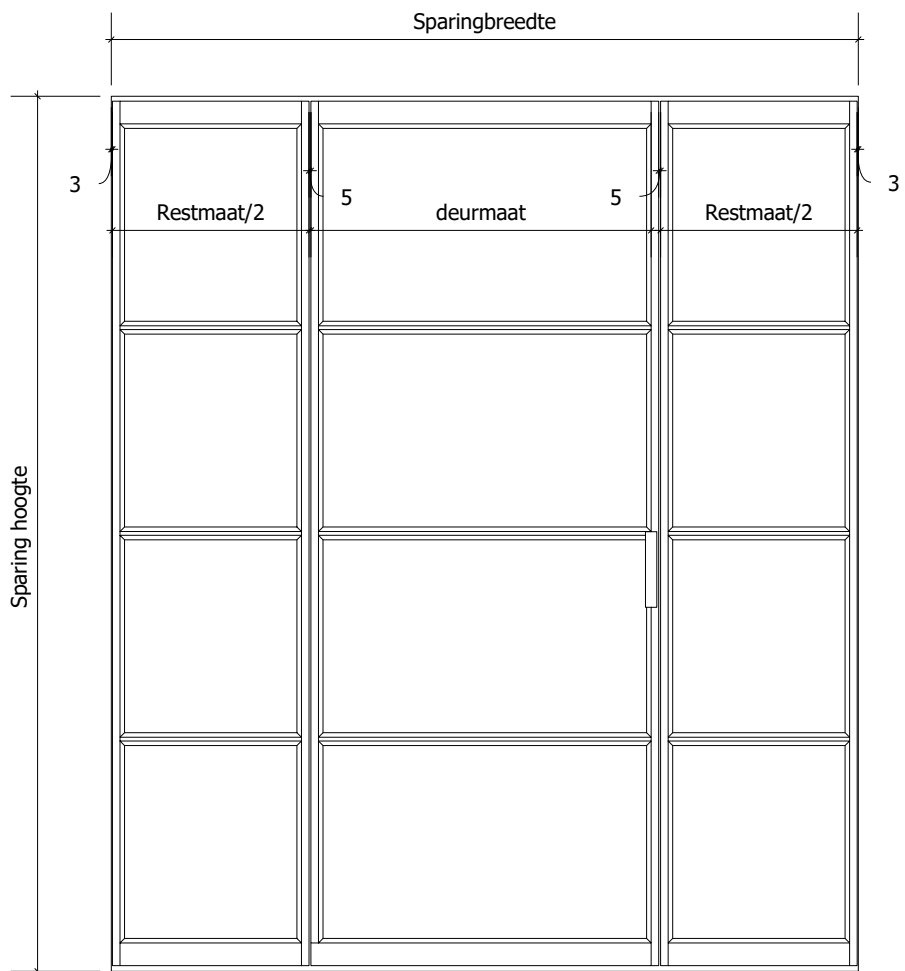 Sparingbreedte
3
5
5
3
Restmaat/2
deurmaat
Restmaat/2
Sparing hoogte